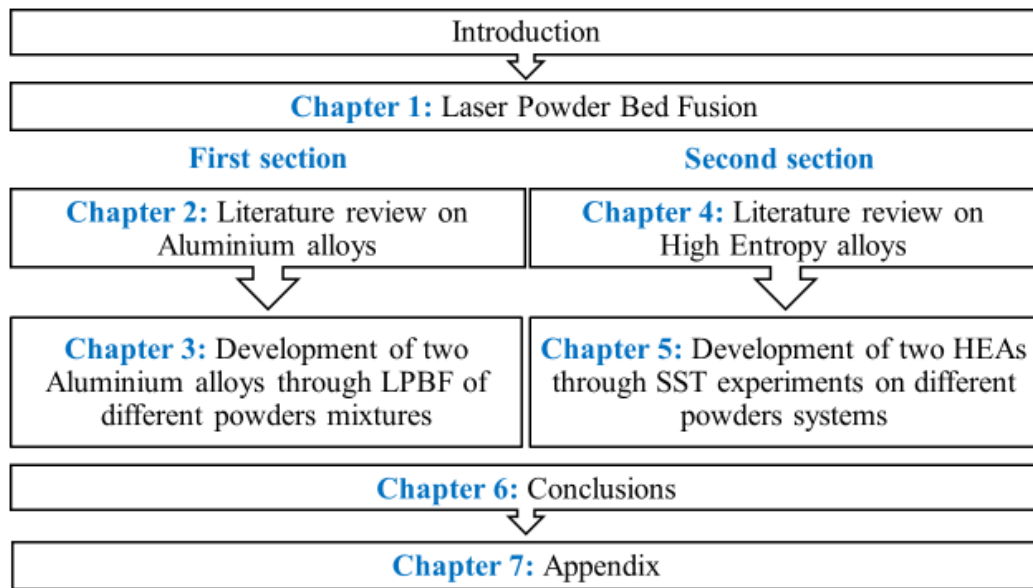 Introduction
Chapter 1: Laser Powder Bed Fusion
First section
Second section
Chapter 2: Literature review on
Aluminium alloys
Chapter 4: Literature review on
High Entropy alloys
Chapter 3: Development of two
Aluminium alloys through LPBF of
different powders mixtures
Chapter 5: Development of two HEAs
through SST experiments on different
powders systems
Chapter 6: Conclusions
Chapter 7: Appendix